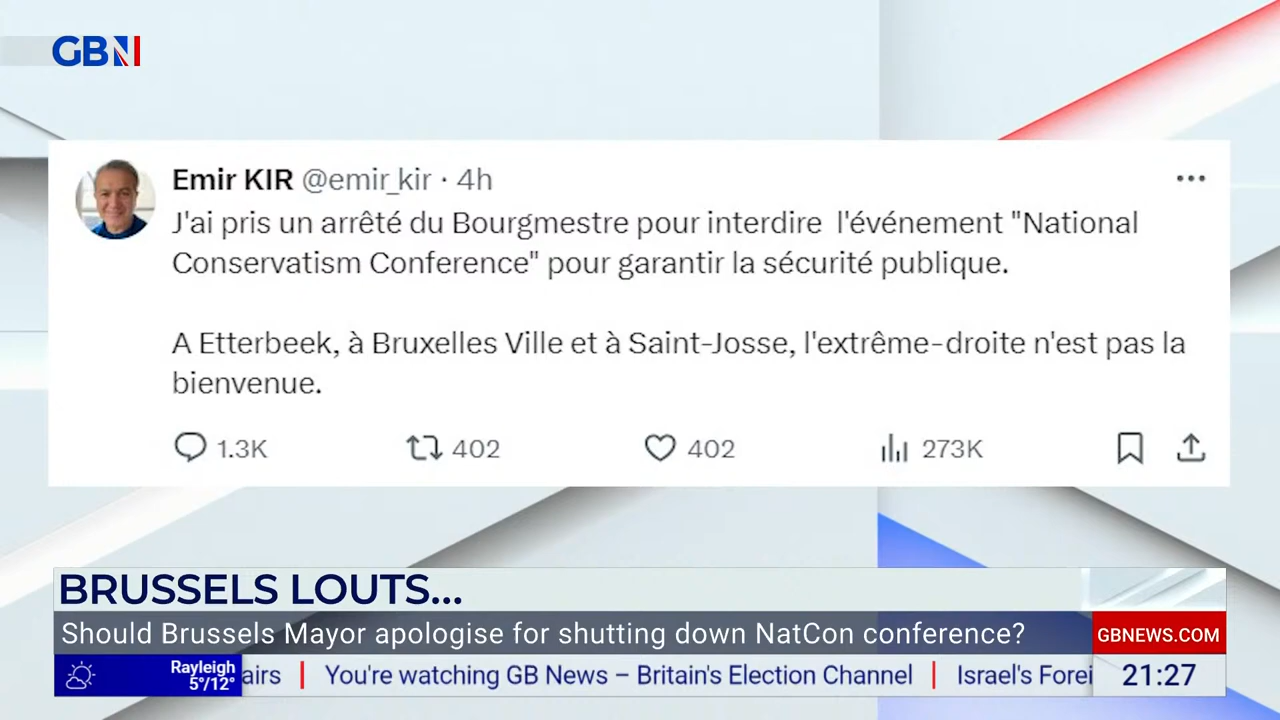 GBN
Emir KIR @emir_kir · 4h
J'ai pris un arrêté du Bourgmestre pour interdire l'événement "National
Conservatism Conference" pour garantir la sécurité publique.
A Etterbeek, à Bruxelles Ville et à Saint-Josse, l'extrême-droite n'est pas la
bienvenue.
1.3K 402 402 273K
BRUSSELS LOUTS...
Should Brussels Mayor apologise for shutting down NatCon conference?
GBNEWS.COM
Rayleigh
5°/12°
airs | You're watching GB News – Britain's Election Channel | Israel's Forei
21:27